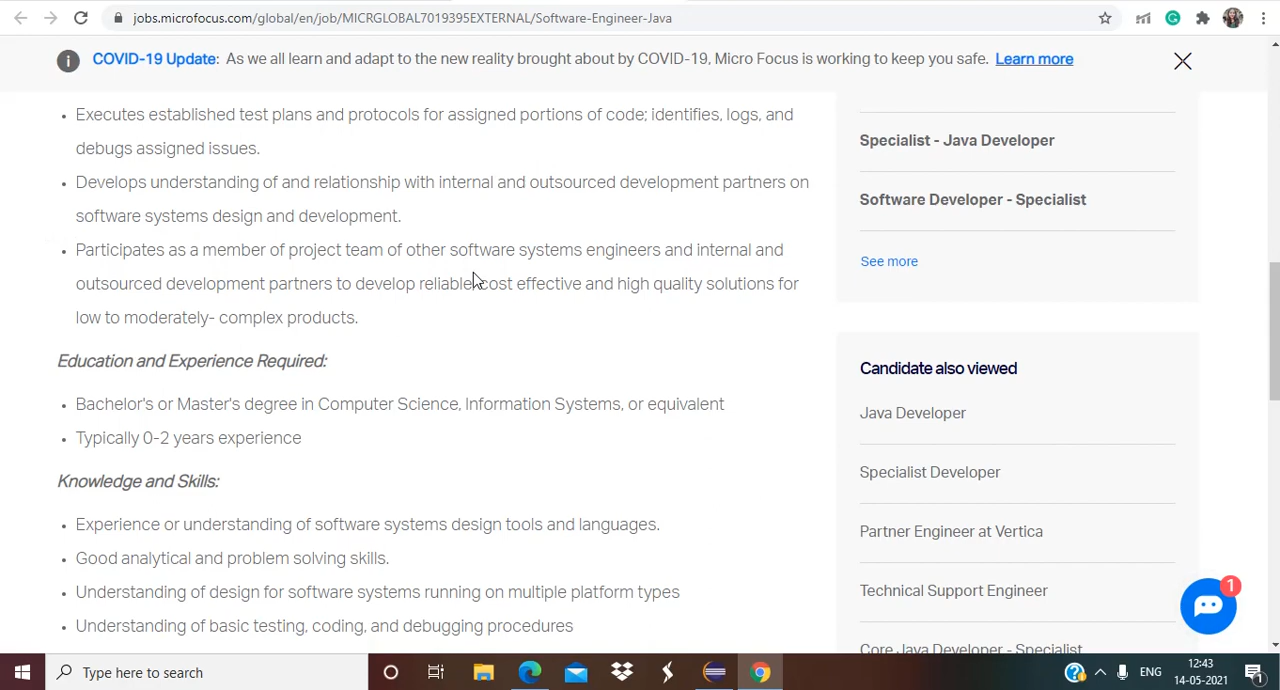 jobs.microfocus.com/global/en/job/MICRGLOBAL7019395EXTERNAL/Software-Engineer-Java
COVID-19 Update: As we all learn and adapt to the new reality brought about by COVID-19, Micro Focus is working to keep you safe. Learn more
• Executes established test plans and protocols for assigned portions of code; identifies, logs, and
debugs assigned issues.
• Develops understanding of and relationship with internal and outsourced development partners on
software systems design and development.
• Participates as a member of project team of other software systems engineers and internal and
outsourced development partners to develop reliable, cost effective and high quality solutions for
low to moderately- complex products.
Education and Experience Required:
• Bachelor's or Master's degree in Computer Science, Information Systems, or equivalent
• Typically 0-2 years experience
Knowledge and Skills:
• Experience or understanding of software systems design tools and languages.
• Good analytical and problem solving skills.
• Understanding of design for software systems running on multiple platform types
• Understanding of basic testing, coding, and debugging procedures
Specialist - Java Developer
Software Developer - Specialist
See more
Candidate also viewed
Java Developer
Specialist Developer
Partner Engineer at Vertica
Technical Support Engineer
Core Java Developer - Specialist
1
Type here to search
ENG
12:43
14-05-2021
1